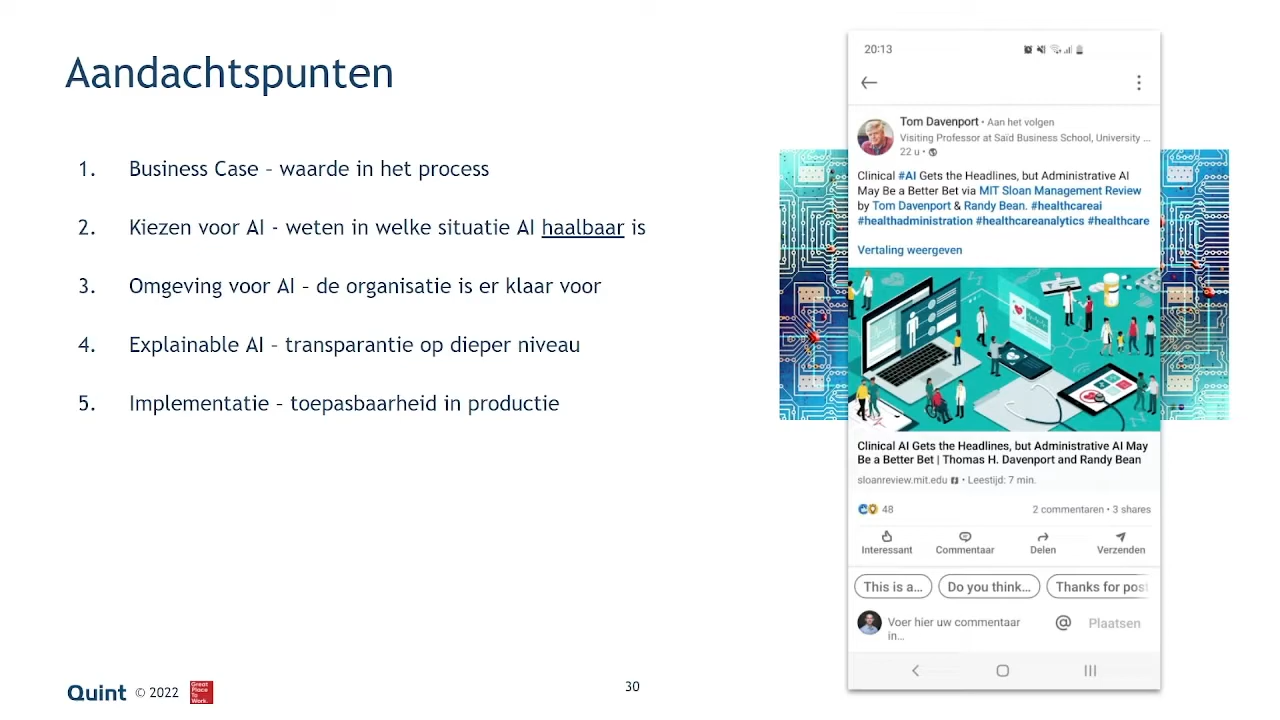 Aandachtspunten
1. Business Case – waarde in het process
2. Kiezen voor AI - weten in welke situatie AI haalbaar is
3. Omgeving voor AI – de organisatie is er klaar voor
4. Explainable AI – transparantie op dieper niveau
5. Implementatie – toepasbaarheid in productie
20:13
Tom Davenport • Aan het volgen
Visiting Professor at Saïd Business School, University ...
22 u •
Clinical #AI Gets the Headlines, but Administrative AI
May Be a Better Bet via MIT Sloan Management Review
by Tom Davenport & Randy Bean. #healthcareai
#healthadministration #healthcareanalytics #healthcare
Vertaling weergeven
Clinical AI Gets the Headlines, but Administrative AI May
Be a Better Bet | Thomas H. Davenport and Randy Bean
sloanreview.mit.edu • Leestijd: 7 min.
48
2 commentaren • 3 shares
Interessant Commentaar Delen Verzenden
This is a... Do you think... Thanks for post
Voer hier uw commentaar
in...
@ Plaatsen
Quint © 2022
Great
Place
To
Work.
30